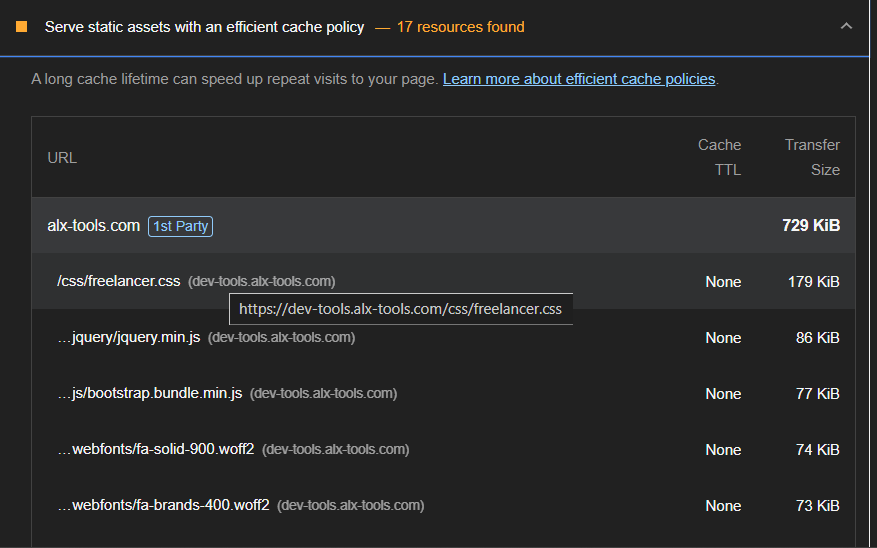 Serve static assets with an efficient cache policy — 17 resources found
A long cache lifetime can speed up repeat visits to your page. Learn more about efficient cache policies.
URL Cache TTL Transfer Size
alx-tools.com 1st Party 729 KiB
/css/freelancer.css (dev-tools.alx-tools.com) None 179 KiB
https://dev-tools.alx-tools.com/css/freelancer.css
…jquery/jquery.min.js (dev-tools.alx-tools.com) None 86 KiB
…js/bootstrap.bundle.min.js (dev-tools.alx-tools.com) None 77 KiB
…webfonts/fa-solid-900.woff2 (dev-tools.alx-tools.com) None 74 KiB
…webfonts/fa-brands-400.woff2 (dev-tools.alx-tools.com) None 73 KiB